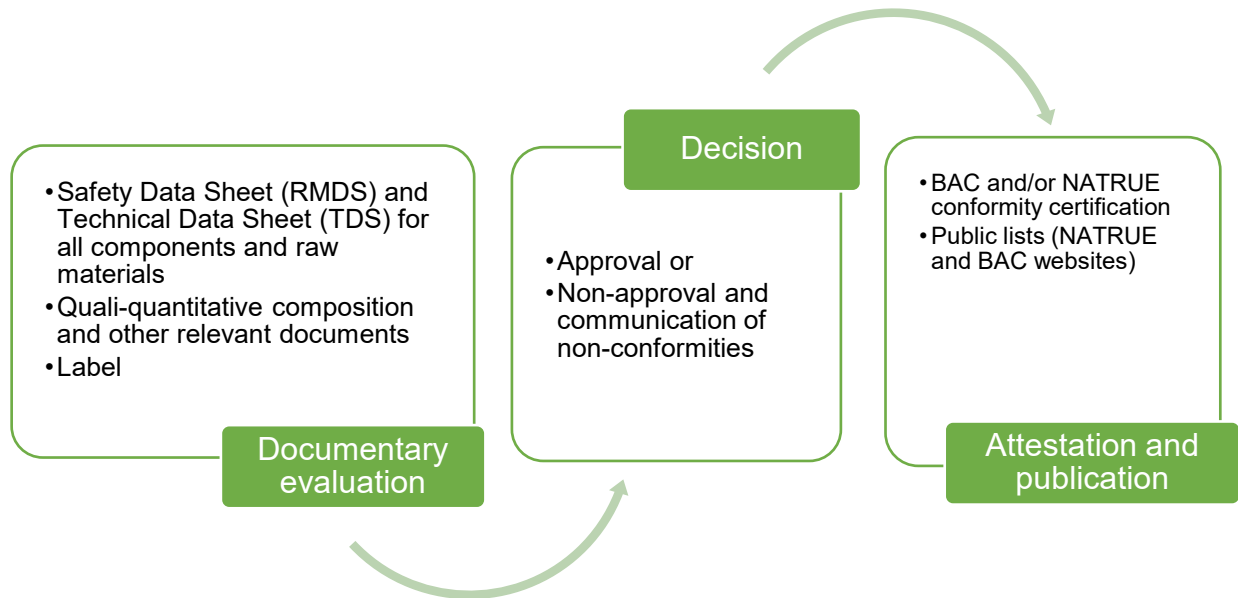 •Safety Data Sheet (RMDS) and
Technical Data Sheet (TDS) for
all components and raw
materials
•Quali-quantitative composition
and other relevant documents
•Label
Documentary
evaluation
Decision
•Approval or
•Non-approval and
communication of
non-conformities
•BAC and/or NATRUE
conformity certification
•Public lists (NATRUE
and BAC websites)
Attestation and
publication